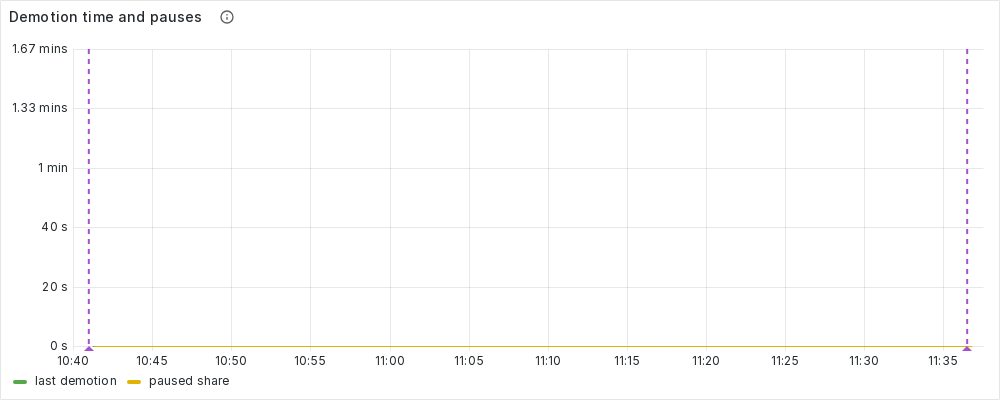 Demotion time and pauses
1.67 mins
1.33 mins
1 min
40 s
20 s
0 s
10:40 10:45 10:50 10:55 11:00 11:05 11:10 11:15 11:20 11:25 11:30 11:35
last demotion paused share